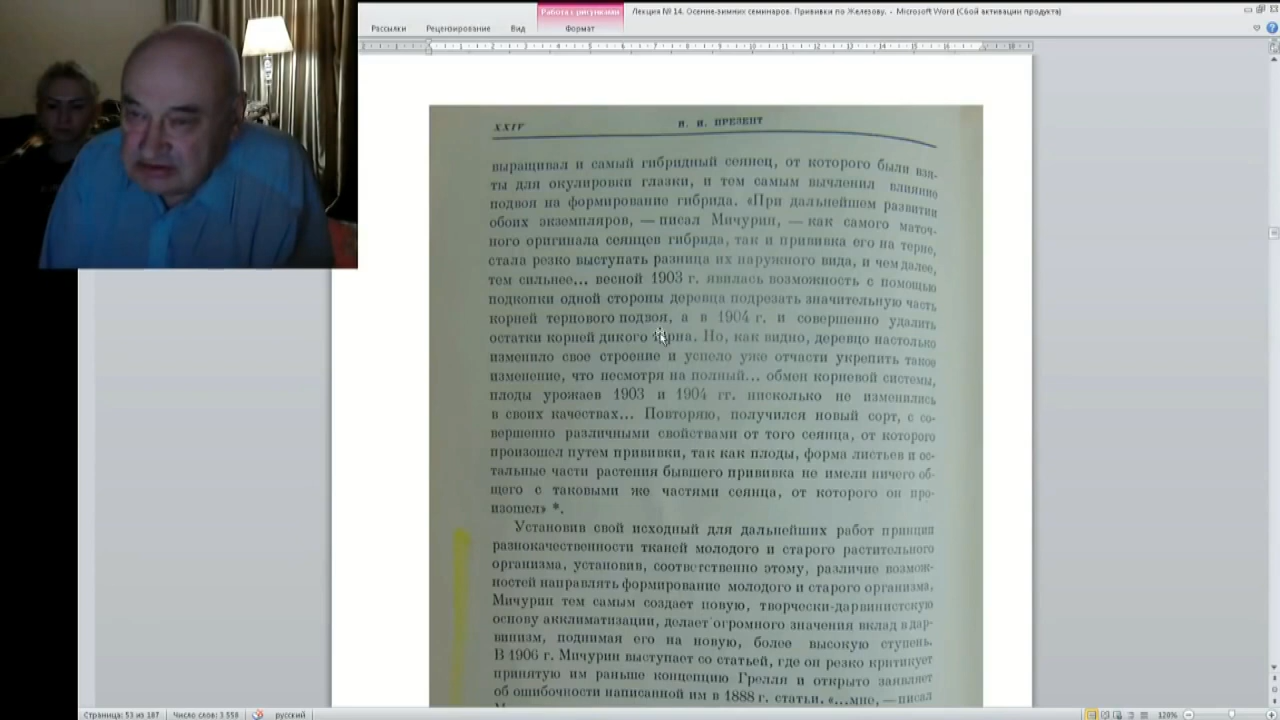 Работа с рисунками
Лекция № 14. Осенне-зимних семинаров. Прививки по Железову. - Microsoft Word (Сбой активации продукта)
Рассылки Рецензирование Вид Формат
XXIV И. И. ПРЕЗЕНТ
выращивал и самый гибридный сеянец, от которого были взя-
ты для окулировки глазки, и тем самым вычленил влияние
подвоя на формирование гибрида. «При дальнейшем развитии
обоих экземпляров, — писал Мичурин, — как самого маточ-
ного оригинала сеянцев гибрида, так и прививка его на терне,
стала резко выступать разница их наружного вида, и чем далее,
тем сильнее... весной 1903 г. явилась возможность с помощью
подкопки одной стороны деревца подрезать значительную часть
корней тернового подвоя, а в 1904 г. и совершенно удалить
остатки корней дикого терна. Но, как видно, деревцо настолько
изменило свое строение и успело уже отчасти укрепить такое
изменение, что несмотря на полный... обмен корневой системы,
плоды урожаев 1903 и 1904 гг. нисколько не изменились
в своих качествах... Повторяю, получился новый сорт, с со-
вершенно различными свойствами от того сеянца, от которого
произошел путем прививки, так как плоды, форма листьев и ос-
тальные части растения бывшего прививка не имели ничего об-
щего с таковыми же частями сеянца, от которого он про-
изошел» *.
Установив свой исходный для дальнейших работ принцип
разнокачественности тканей молодого и старого растительного
организма, установив, соответственно этому, различие возмож-
ностей направлять формирование молодого и старого организма,
Мичурин тем самым создает новую, творчески-дарвинистскую
основу акклиматизации, делает огромного значения вклад в дар-
винизм, поднимая его на новую, более высокую ступень.
В 1906 г. Мичурин выступает со статьей, где он резко критикует
принятую им раньше концепцию Грелля и открыто заявляет
об ошибочности написанной им в 1888 г. статьи. «...мне, — писал
Страница: 53 из 187 Число слов: 3 558 русский 120%